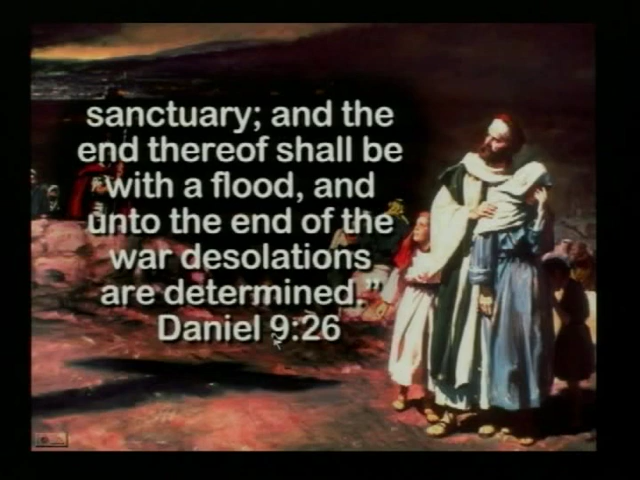 sanctuary; and the
end thereof shall be
with a flood, and
unto the end of the
war desolations
are determined.”
Daniel 9:26